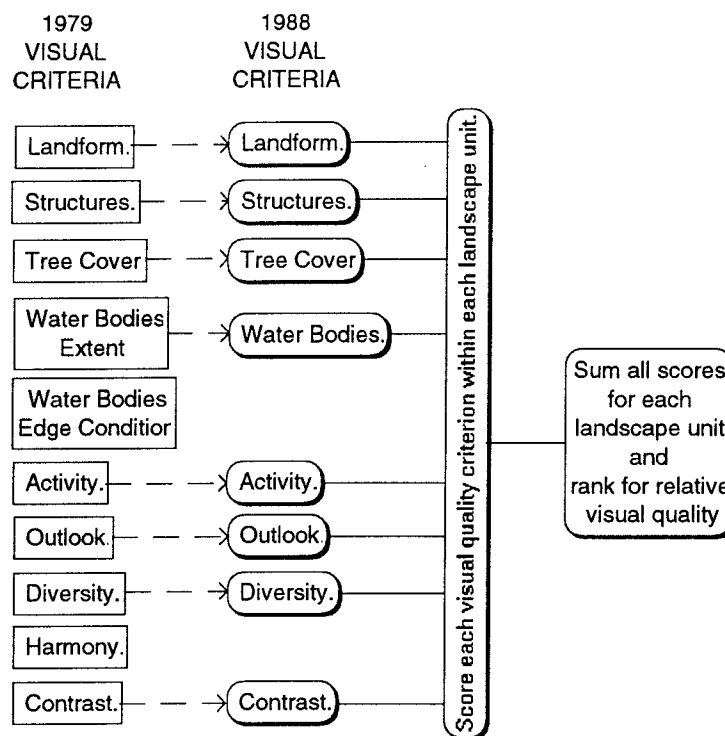 1979
VISUAL
CRITERIA
1988
VISUAL
CRITERIA
Landform.
Landform.
Structures.
Structures.
Tree Cover
Tree Cover
Water Bodies
Extent
Water Bodies.
Water Bodies
Edge Conditior
Activity.
Activity.
Outlook.
Outlook.
Diversity.
Diversity.
Harmony.
Contrast.
Contrast.
Score each visual quality criterion within each landscape unit.
Sum all scores
for each
landscape unit
and
rank for relative
visual quality